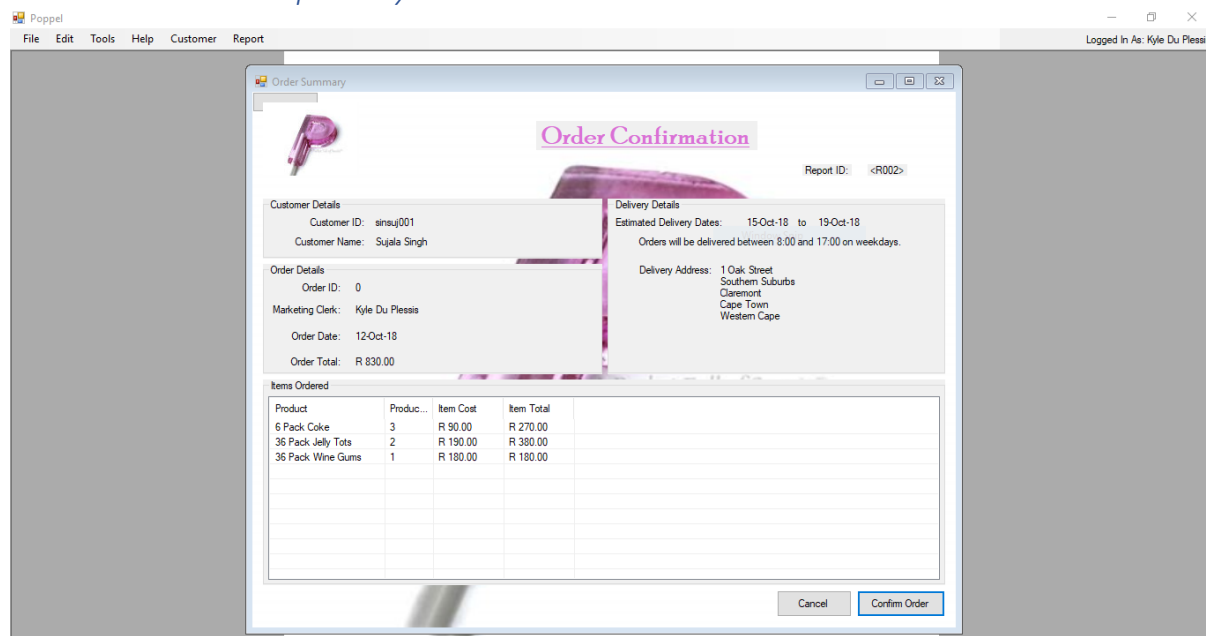 Poppel
File Edit Tools Help Customer Report Logged In As: Kyle Du Plessi
Order Summary
Order Confirmation
Report ID: <R002>
Customer Details
Customer ID: sinsuj001
Customer Name: Sujala Singh
Order Details
Order ID: 0
Marketing Clerk: Kyle Du Plessis
Order Date: 12-Oct-18
Order Total: R 830.00
Delivery Details
Estimated Delivery Dates: 15-Oct-18 to 19-Oct-18
Orders will be delivered between 8:00 and 17:00 on weekdays.
Delivery Address: 1 Oak Street
Southern Suburbs
Claremont
Cape Town
Western Cape
Items Ordered
Product Produc... Item Cost Item Total
6 Pack Coke 3 R 90.00 R 270.00
36 Pack Jelly Tots 2 R 190.00 R 380.00
36 Pack Wine Gums 1 R 180.00 R 180.00
Cancel Confirm Order